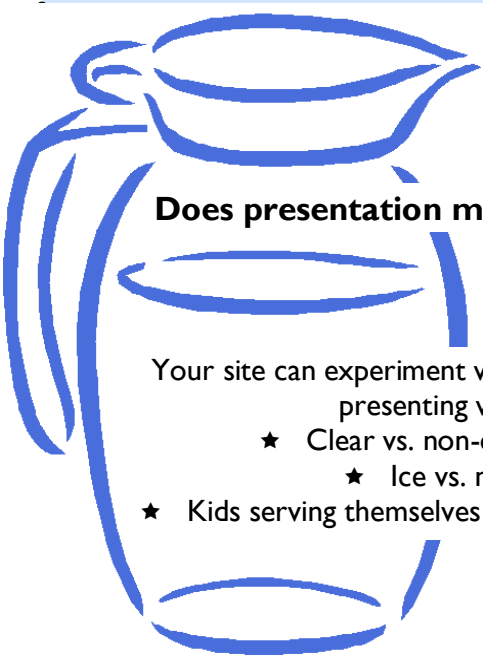 Does presentation m
Your site can experiment v
presenting v
★ Clear vs. non-
★ Ice vs. r
★ Kids serving themselves